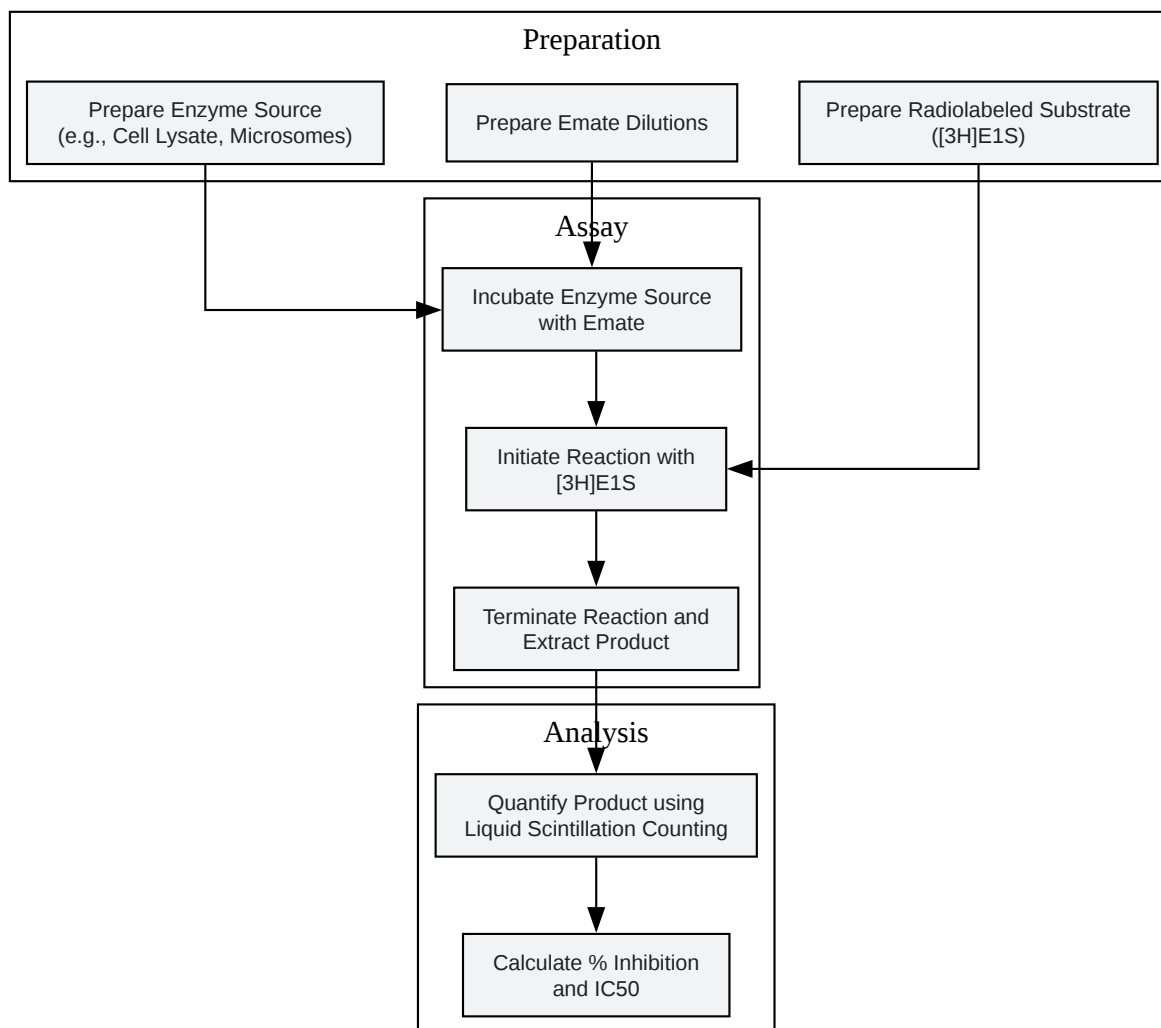 Preparation
Prepare Enzyme Source
(e.g., Cell Lysate, Microsomes)
Prepare Emate Dilutions
Prepare Radiolabeled Substrate
([3H]E1S)
Assay
Incubate Enzyme Source
with Emate
Initiate Reaction with
[3H]E1S
Terminate Reaction and
Extract Product
Analysis
Quantify Product using
Liquid Scintillation Counting
Calculate % Inhibition
and IC50